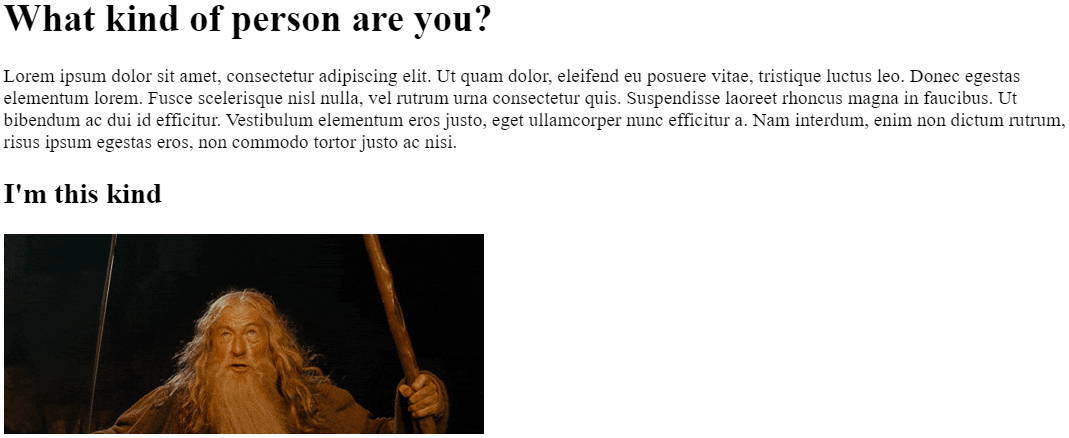 What kind of person are you?
Lorem ipsum dolor sit amet, consectetur adipiscing elit. Ut quam dolor, eleifend eu posuere vitae, tristique luctus leo. Donec egestas
elementum lorem. Fusce scelerisque nisl nulla, vel rutrum urna consectetur quis. Suspendisse laoreet rhoncus magna in faucibus. Ut
bibendum ac dui id efficitur. Vestibulum elementum eros justo, eget ullamcorper nunc efficitur a. Nam interdum, enim non dictum rutrum,
risus ipsum egestas eros, non commodo tortor justo ac nisi.
I'm this kind